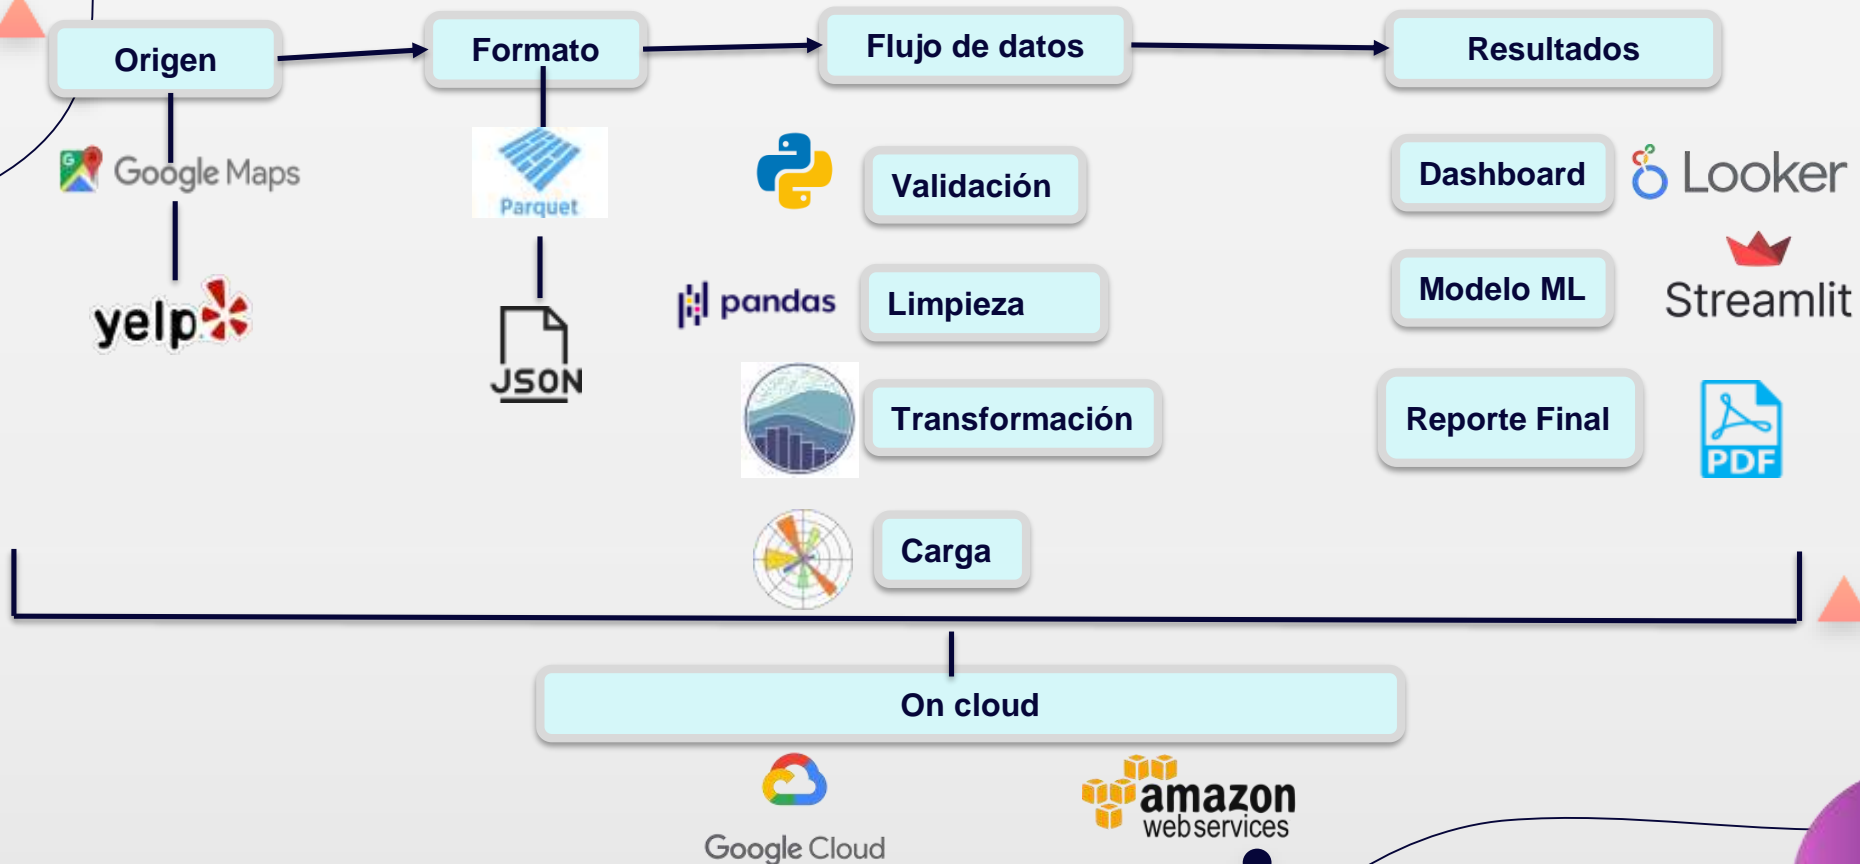 Origen
Formato
Flujo de datos
Resultados
G
Google Maps
yelp
Parquet
JSON
Validación
pandas
Limpieza
Transformación
Carga
Dashboard
Looker
Modelo ML
Streamlit
Reporte Final
PDF
On cloud
Google Cloud
amazon
webservices